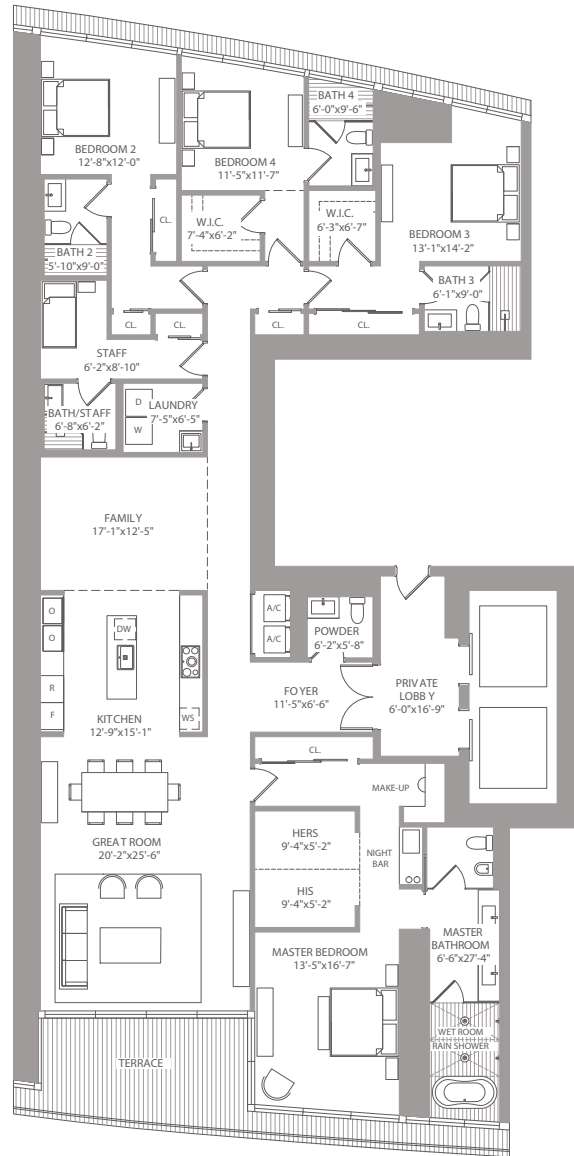 BATH 4
6'-0"x9'-6"
BEDROOM 2
12'-8"x12'-0"
BEDROOM 4
11'-5"x11'-7"
CL.
W.I.C.
7'-4"x6'-2"
W.I.C.
6'-3"x6'-7"
BEDROOM 3
13'-1"x14'-2"
BATH 2
5'-10"x9'-0"
BATH 3
6'-1"x9'-0"
CL.
CL.
CL.
CL.
STAFF
6'-2"x8'-10"
BATH/STAFF
6'-8"x6'-2"
D
W
LAUNDRY
7'-5"x6'-5"
FAMILY
17'-1"x12'-5"
O
O
R
F
DW
WS
KITCHEN
12'-9"x15'-1"
A/C
A/C
POWDER
6'-2"x5'-8"
FOYER
11'-5"x6'-6"
PRIVATE
LOBBY
6'-0"x16'-9"
CL.
MAKE-UP
GREAT ROOM
20'-2"x25'-6"
HERS
9'-4"x5'-2"
NIGHT
BAR
HIS
9'-4"x5'-2"
MASTER BEDROOM
13'-5"x16'-7"
MASTER
BATHROOM
6'-6"x27'-4"
WET ROOM
RAIN SHOWER
TERRACE